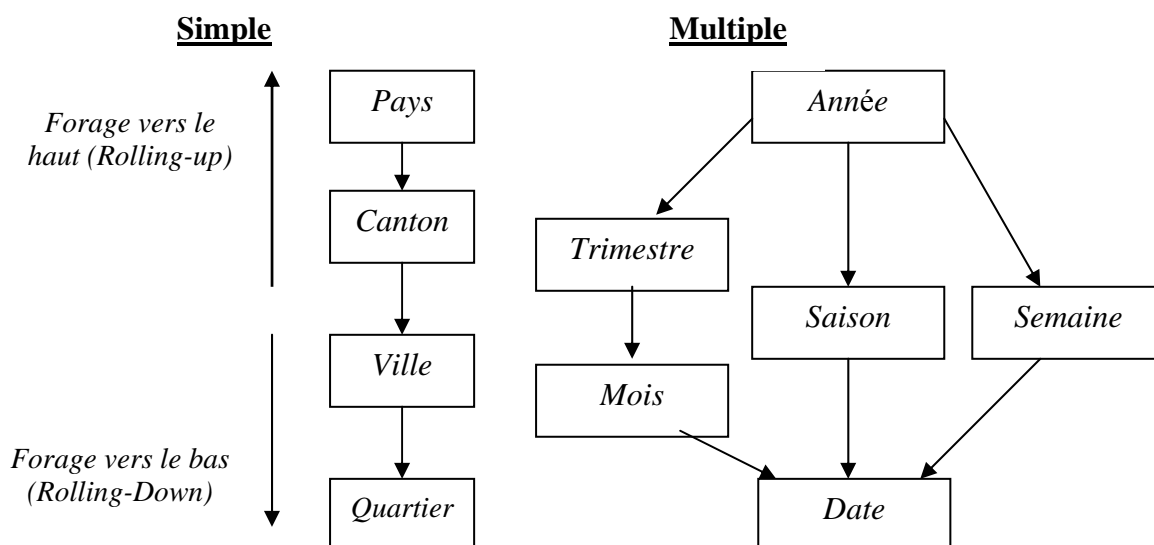 Simple
Multiple
Forage vers le
haut (Rolling-up)
Pays
Canton
Ville
Quartier
Forage vers le bas
(Rolling-Down)
Année
Trimestre
Saison
Semaine
Mois
Date